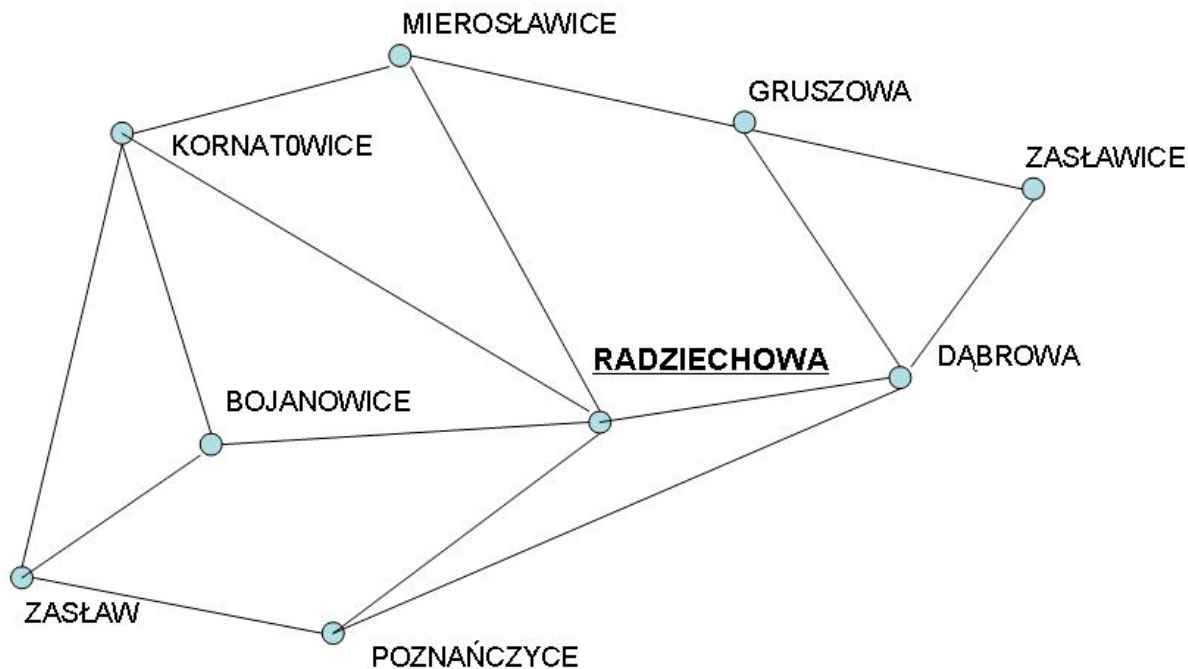 MIEROSŁAWICE
GRUSZOWA
KORNAT0WICE
ZASŁAWICE
RADZIECHOWA
DĄBROWA
BOJANOWICE
ZASŁAW
POZNAŃCZYCE